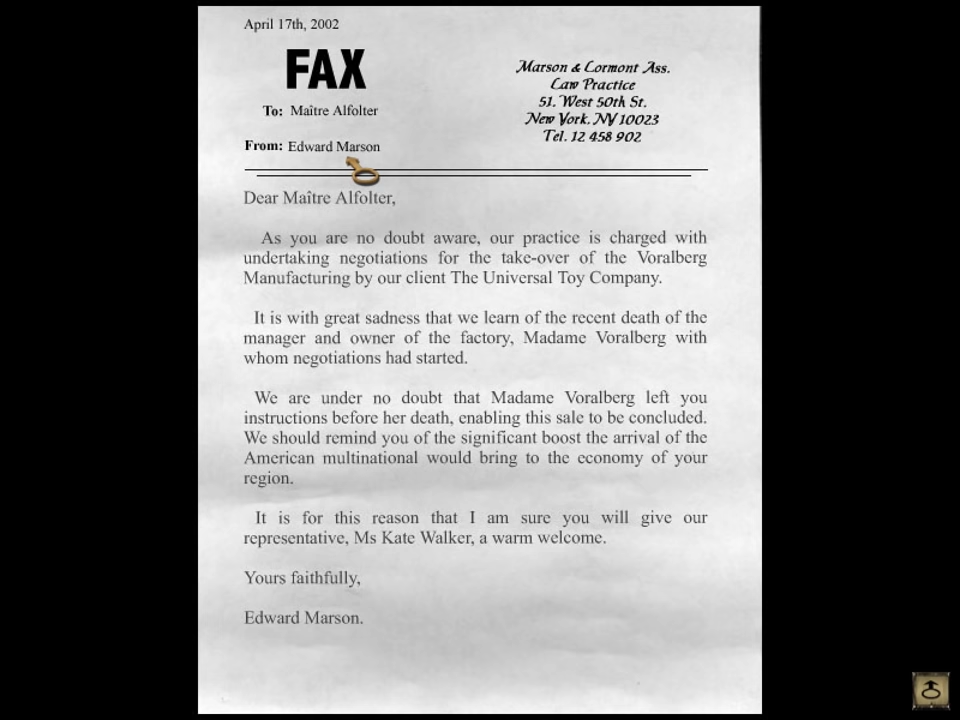 April 17th, 2002
FAX
Marson & Lormont Ass.
Law Practice
51. West 50th St.
New York, NY 10023
Tel. 12 458 902
To: Maître Alfolter
From: Edward Marson
Dear Maître Alfolter,
As you are no doubt aware, our practice is charged with
undertaking negotiations for the take-over of the Voralberg
Manufacturing by our client The Universal Toy Company.
It is with great sadness that we learn of the recent death of the
manager and owner of the factory, Madame Voralberg with
whom negotiations had started.
We are under no doubt that Madame Voralberg left you
instructions before her death, enabling this sale to be concluded.
We should remind you of the significant boost the arrival of the
American multinational would bring to the economy of your
region.
It is for this reason that I am sure you will give our
representative, Ms Kate Walker, a warm welcome.
Yours faithfully,
Edward Marson.